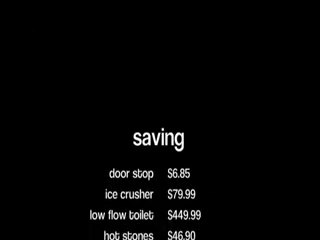 saving
door stop $6.85
ice crusher $79.99
low flow toilet $449.99
hot stones $46.90